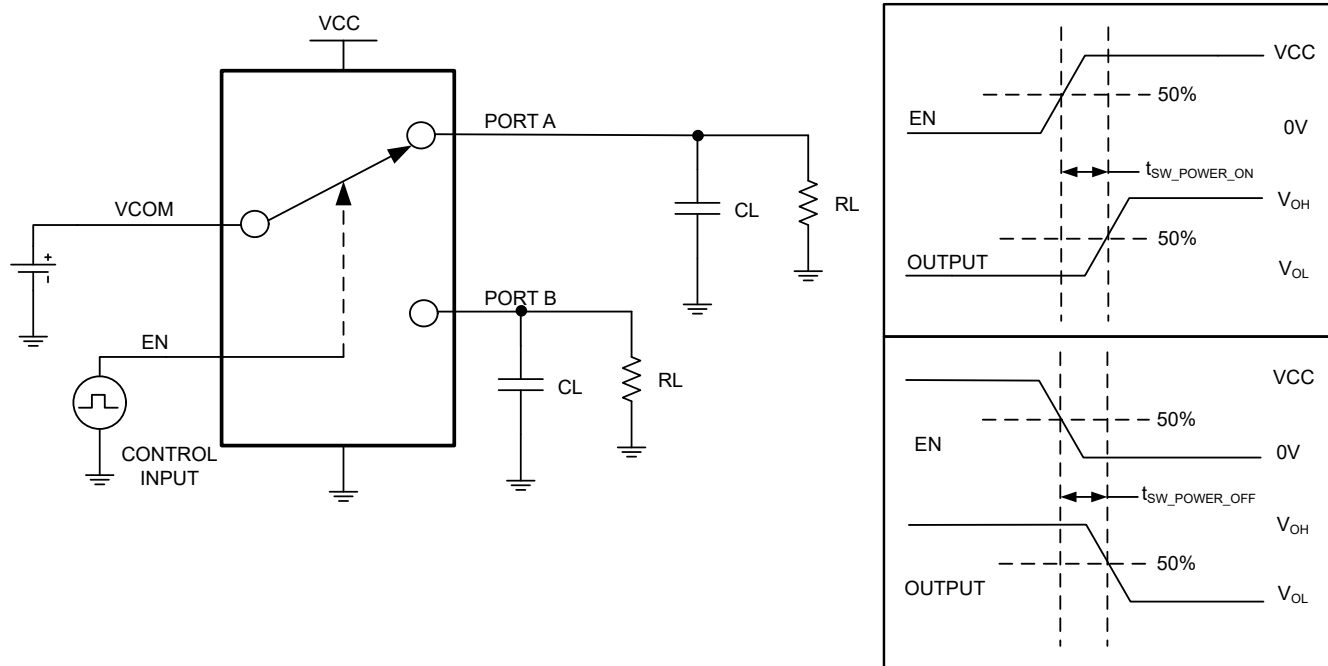 VCC
PORT A
VCOM
CL
RL
PORT B
EN
CL
RL
CONTROL
INPUT
+
-
VCC
50%
EN
0V
tSW_POWER_ON
VOH
50%
OUTPUT
VOL
VCC
50%
EN
0V
tSW_POWER_OFF
VOH
50%
OUTPUT
VOL